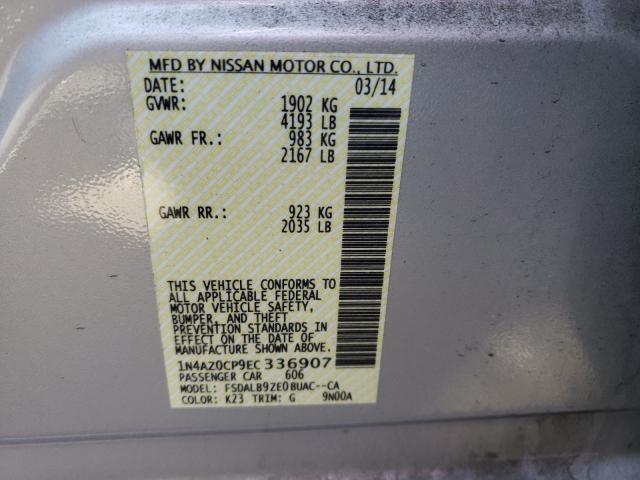 MFD BY NISSAN MOTOR CO., LTD.
DATE: 03/14
GVWR: 1902 KG
4193 LB
GAWR FR.: 983 KG
2167 LB
GAWR RR.: 923 KG
2035 LB
THIS VEHICLE CONFORMS TO
ALL APPLICABLE FEDERAL
MOTOR VEHICLE SAFETY,
BUMPER, AND THEFT
PREVENTION STANDARDS IN
EFFECT ON THE DATE OF
MANUFACTURE SHOWN ABOVE.
1N4AZ0CP9EC336907
PASSENGER CAR 606
MODEL: FSDALB9ZE0BUAC--CA
COLOR: K23 TRIM: G 9N00A